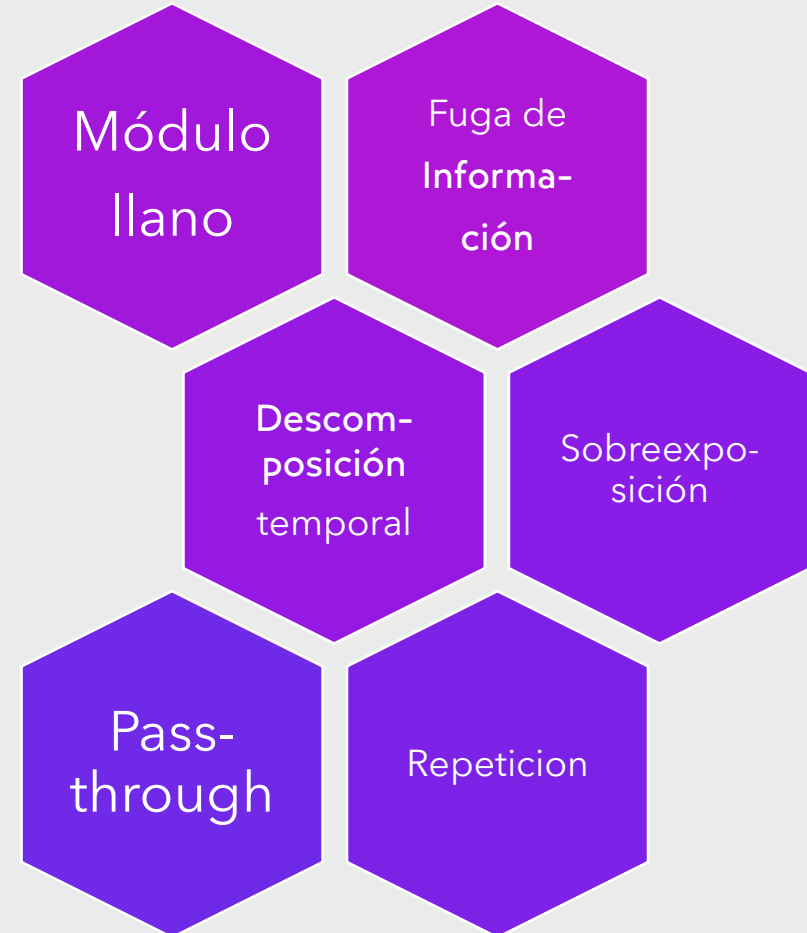 Módulo
llano
Fuga de
Informa-
ción
Descom-
posición
temporal
Sobreexpo-
sición
Pass-
through
Repeticion